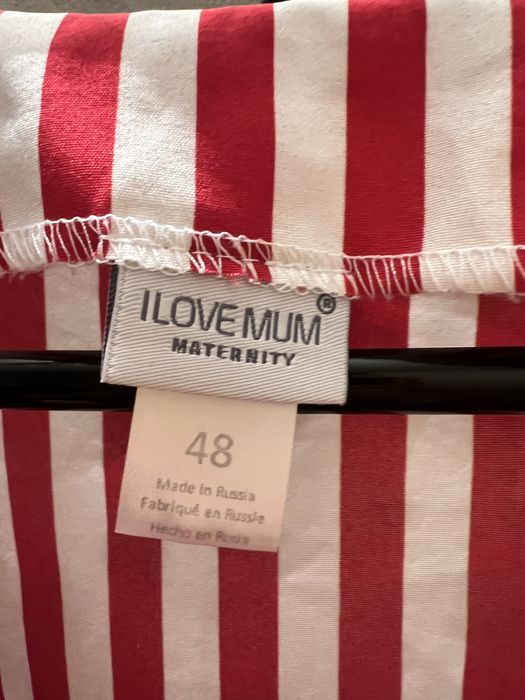 I LOVE MUM®
MATERNITY
48
Made In Russia
Fabriqué en Russie
Hecho en Rusia